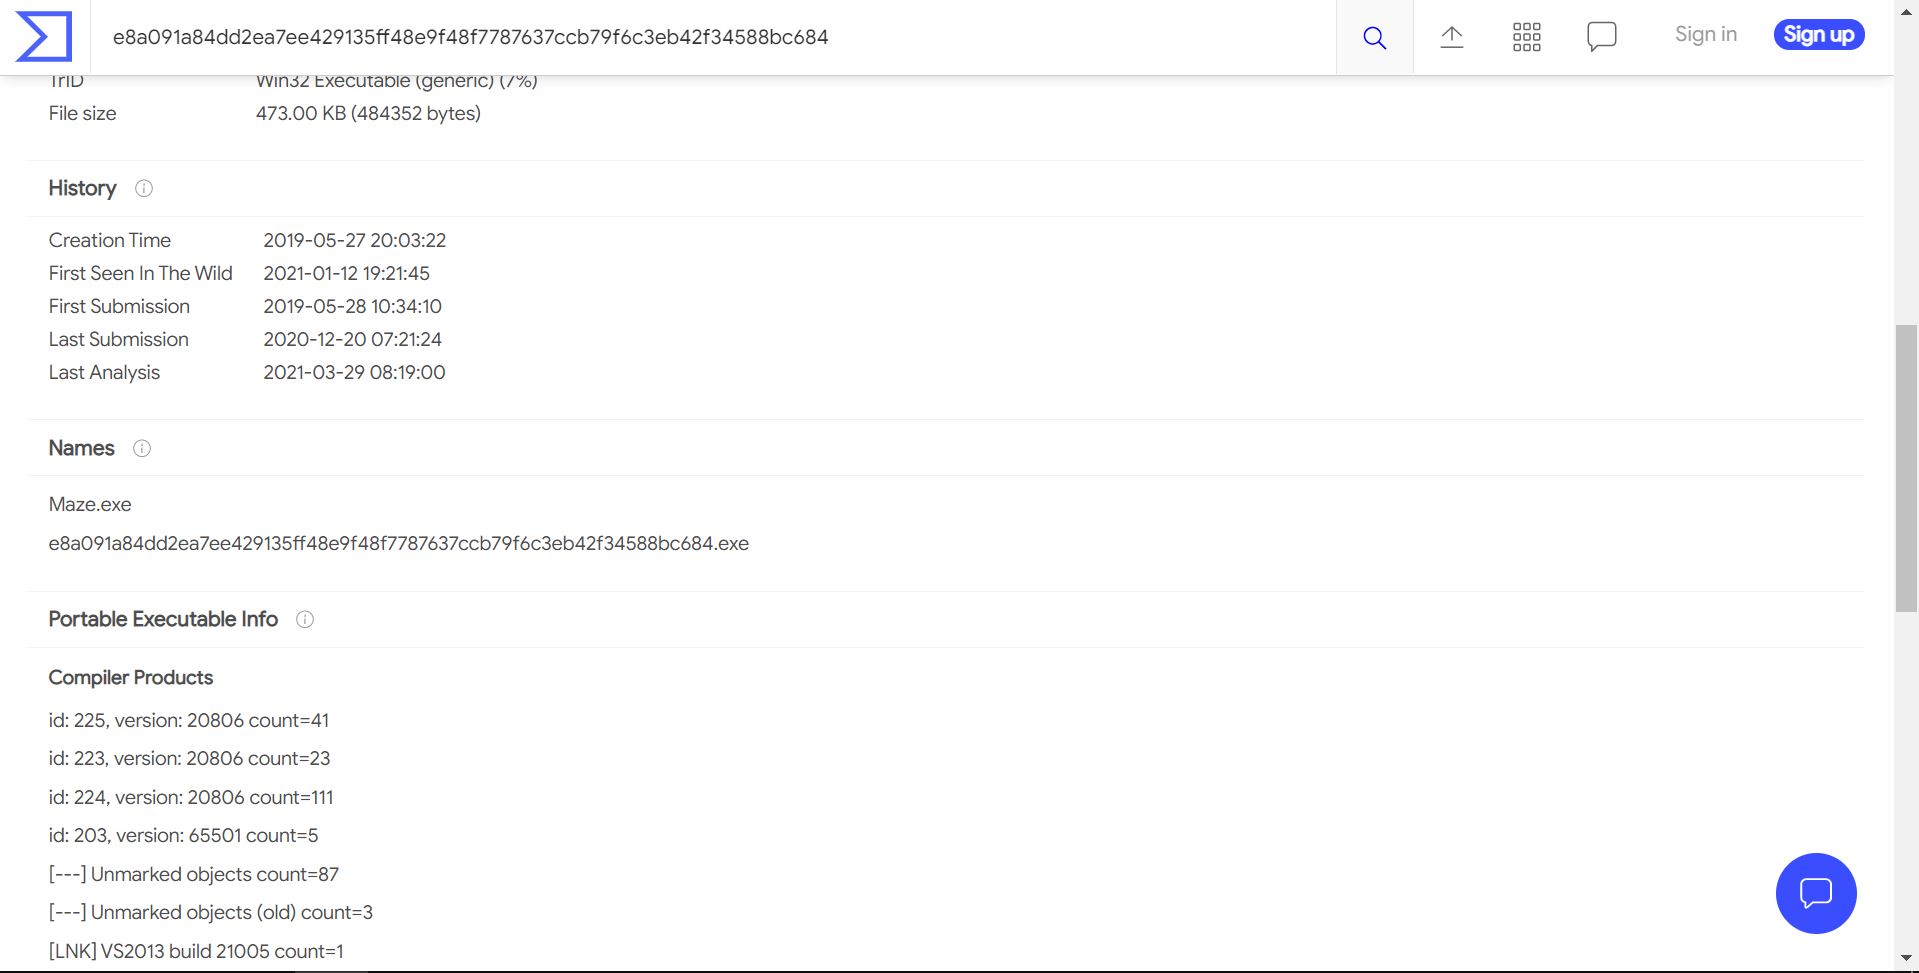 e8a091a84dd2ea7ee429135ff48e9f48f7787637ccb79f6c3eb42f34588bc684
Sign in
Sign up
TrID Win32 Executable (generic) (7%)
File size 473.00 KB (484352 bytes)
History
Creation Time 2019-05-27 20:03:22
First Seen In The Wild 2021-01-12 19:21:45
First Submission 2019-05-28 10:34:10
Last Submission 2020-12-20 07:21:24
Last Analysis 2021-03-29 08:19:00
Names
Maze.exe
e8a091a84dd2ea7ee429135ff48e9f48f7787637ccb79f6c3eb42f34588bc684.exe
Portable Executable Info
Compiler Products
id: 225, version: 20806 count=41
id: 223, version: 20806 count=23
id: 224, version: 20806 count=111
id: 203, version: 65501 count=5
[---] Unmarked objects count=87
[---] Unmarked objects (old) count=3
[LNK] VS2013 build 21005 count=1